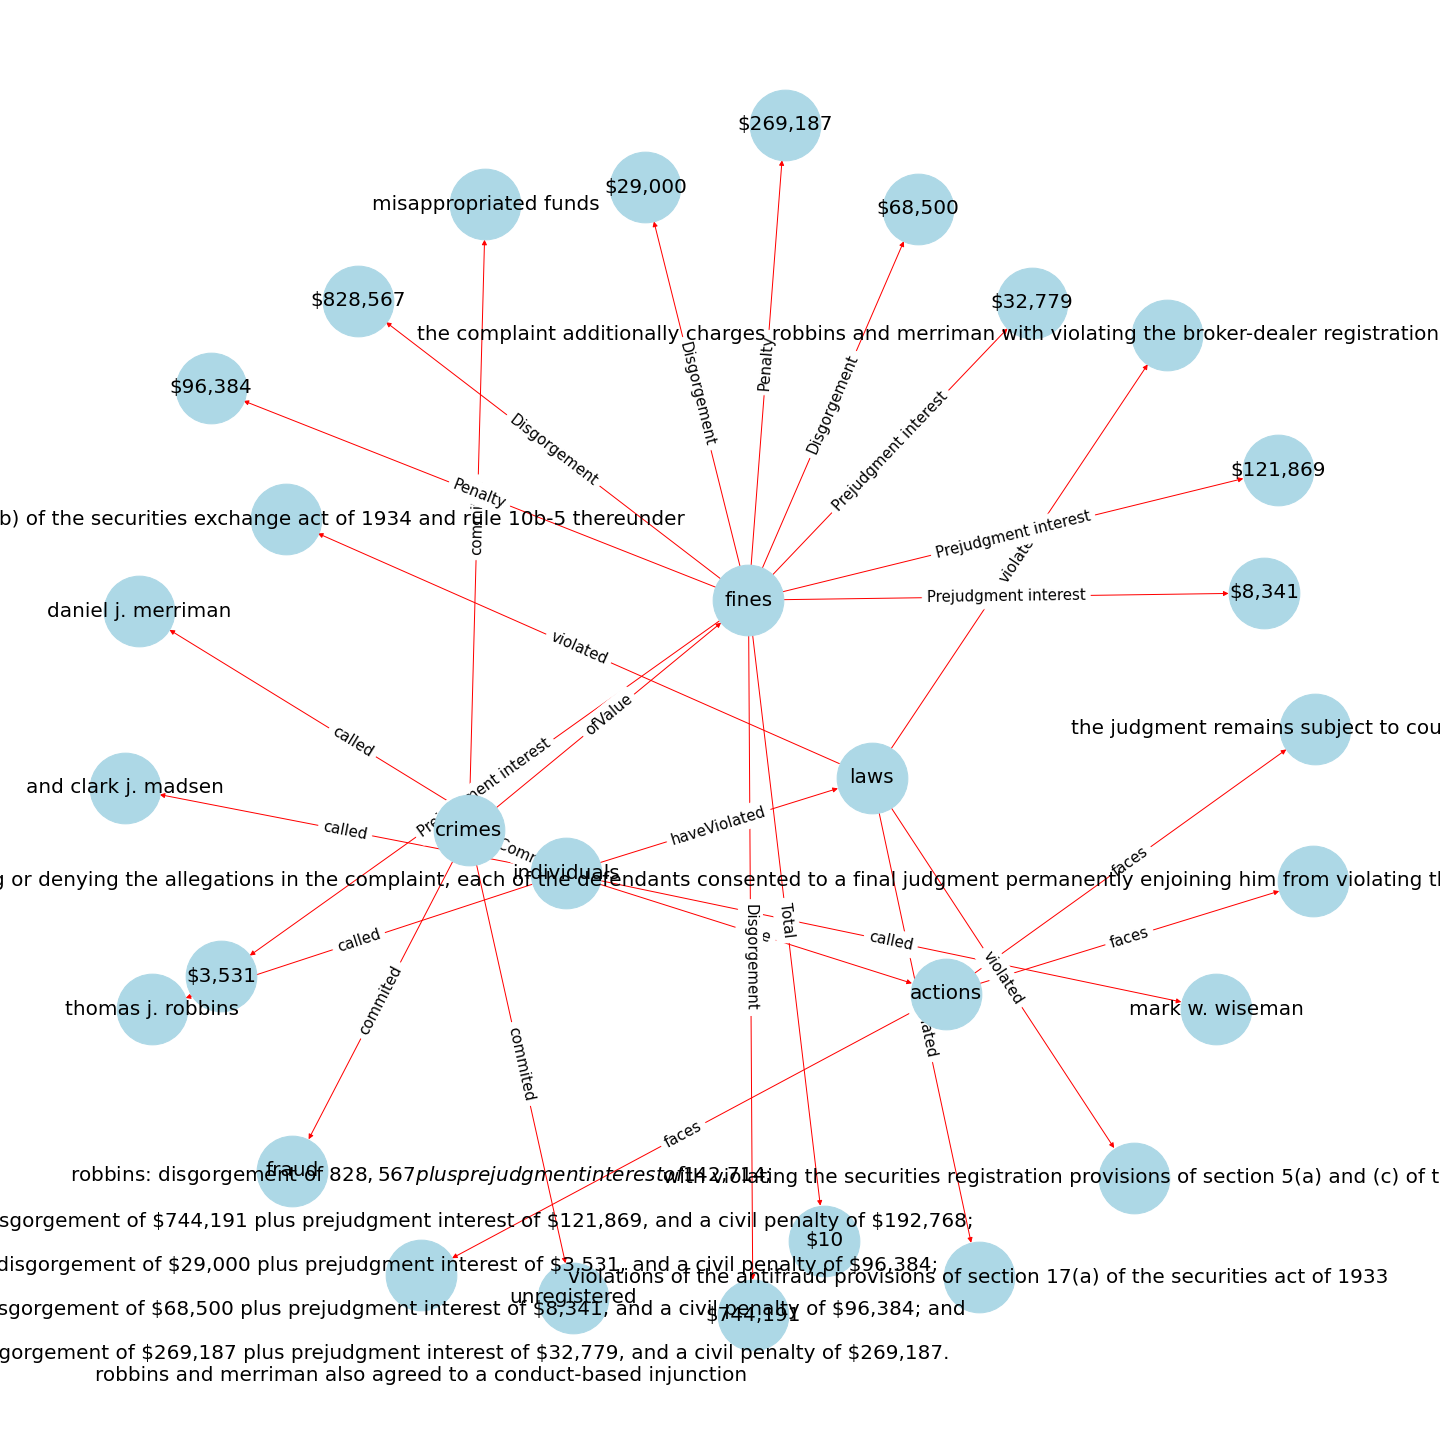 $269,187
$29,000
misappropriated funds
$68,500
$828,567
$32,779
the complaint additionally charges robbins and merriman with violating the broker-dealer registration
Disgorgement
Penalty
Disgorgement
$96,384
Disgorgement
Prejudgment interest
$121,869
Penalty
b) of the securities exchange act of 1934 and rule 10b-5 thereunder
Prejudgment interest
Prejudgment interest
$8,341
fines
daniel j. merriman
violated
ofValue
called
the judgment remains subject to cou
laws
and clark j. madsen
called
crimes
haveViolated
individuals
faces
or denying the allegations in the complaint, each of the defendants consented to a final judgment permanently enjoining him from violating
called
Disgorgement
Total
called
faces
$3,531
violated
actions
thomas j. robbins
commited
mark w. wiseman
commited
faces
fraud
robbins: disgorgement of 828,567plusprejudgmentinterestof142,714;
with violating the securities registration provisions of section 5(a) and (c) of t
sgorgement of $744,191 plus prejudgment interest of $121,869, and a civil penalty of $192,768;
$10
disgorgement of $29,000 plus prejudgment interest of $3,531, and a civil penalty of $96,384;
violations of the antifraud provisions of section 17(a) of the securities act of 1933
unregistered
sgorgement of $68,500 plus prejudgment interest of $8,341, and a civil penalty of $96,384; and
$744,191
gorgement of $269,187 plus prejudgment interest of $32,779, and a civil penalty of $269,187.
robbins and merriman also agreed to a conduct-based injunction